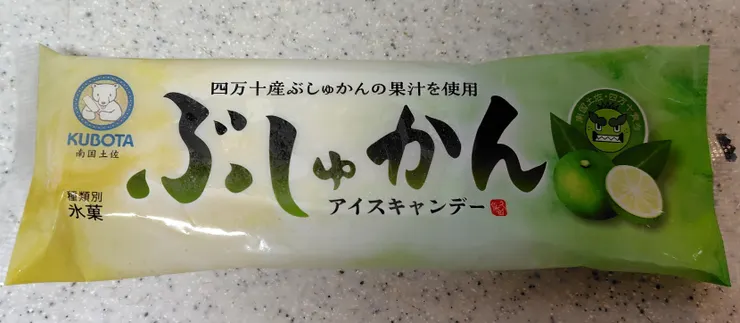 四万十産ぶしゅかんの果汁を使用
KUBOTA
南国土佐
ぶしゅかん
種類別
氷菓
アイスキャンデー